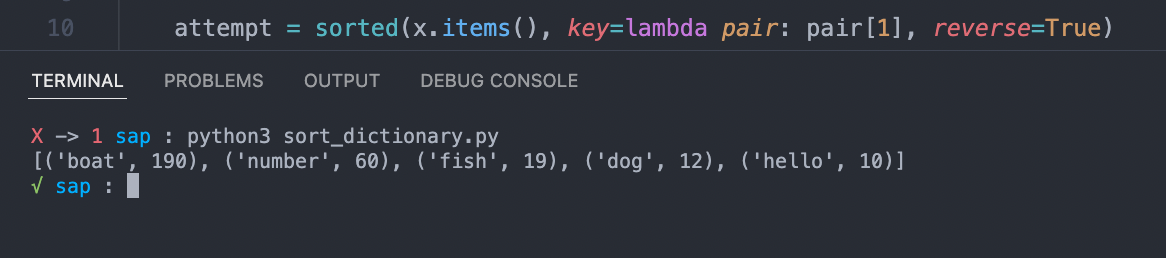 10 attempt = sorted(x.items(), key=lambda pair: pair[1], reverse=True)
TERMINAL PROBLEMS OUTPUT DEBUG CONSOLE
X -> 1 sap : python3 sort_dictionary.py
[('boat', 190), ('number', 60), ('fish', 19), ('dog', 12), ('hello', 10)]
√ sap :